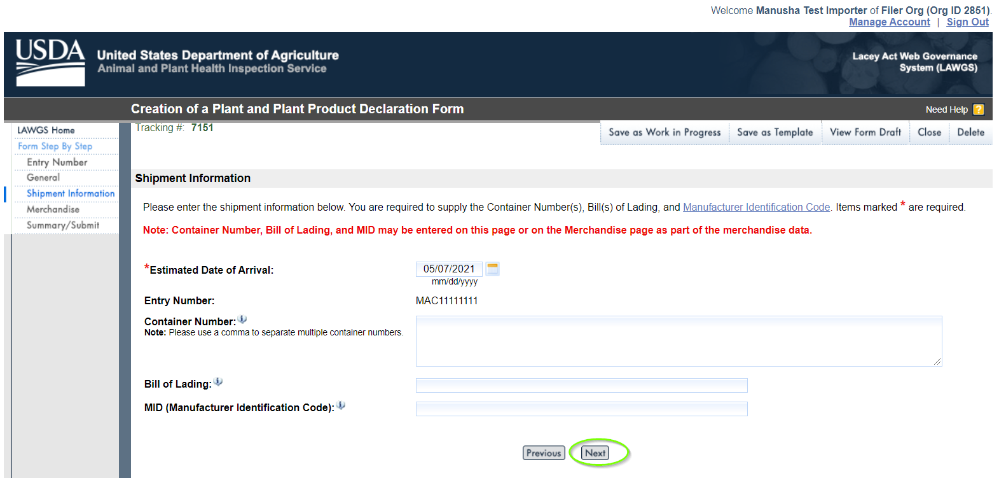 Welcome Manusha Test Importer of Filer Org (Org ID 2851).
Manage Account | Sign Out
USDA
United States Department of Agriculture
Animal and Plant Health Inspection Service
Lacey Act Web Governance
System (LAWGS)
Creation of a Plant and Plant Product Declaration Form
Need Help ?
LAWGS Home
Form Step By Step
Entry Number
General
Shipment Information
Merchandise
Summary/Submit
Tracking #: 7151
Save as Work in Progress
Save as Template
View Form Draft
Close
Delete
Shipment Information
Please enter the shipment information below. You are required to supply the Container Number(s), Bill(s) of Lading, and Manufacturer Identification Code. Items marked * are required.
Note: Container Number, Bill of Lading, and MID may be entered on this page or on the Merchandise page as part of the merchandise data.
*Estimated Date of Arrival: 05/07/2021
mm/dd/yyyy
Entry Number: MAC11111111
Container Number:
Note: Please use a comma to separate multiple container numbers.
Bill of Lading:
MID (Manufacturer Identification Code):
Previous Next